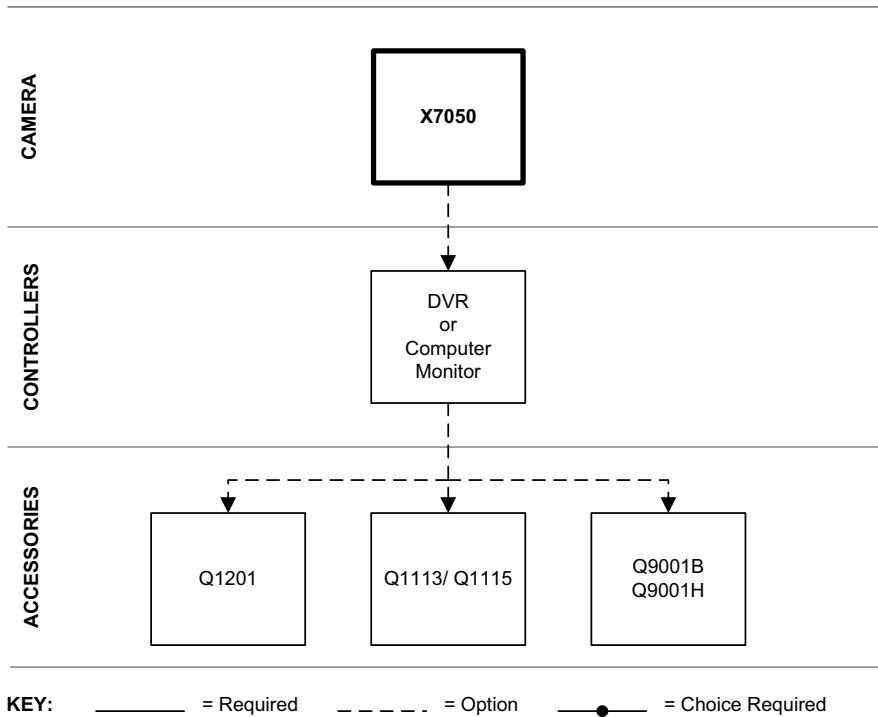 CAMERA
X7050
CONTROLLERS
DVR
or
Computer
Monitor
ACCESSORIES
Q1201
Q1113/ Q1115
Q9001B
Q9001H
KEY: = Required = Option = Choice Required